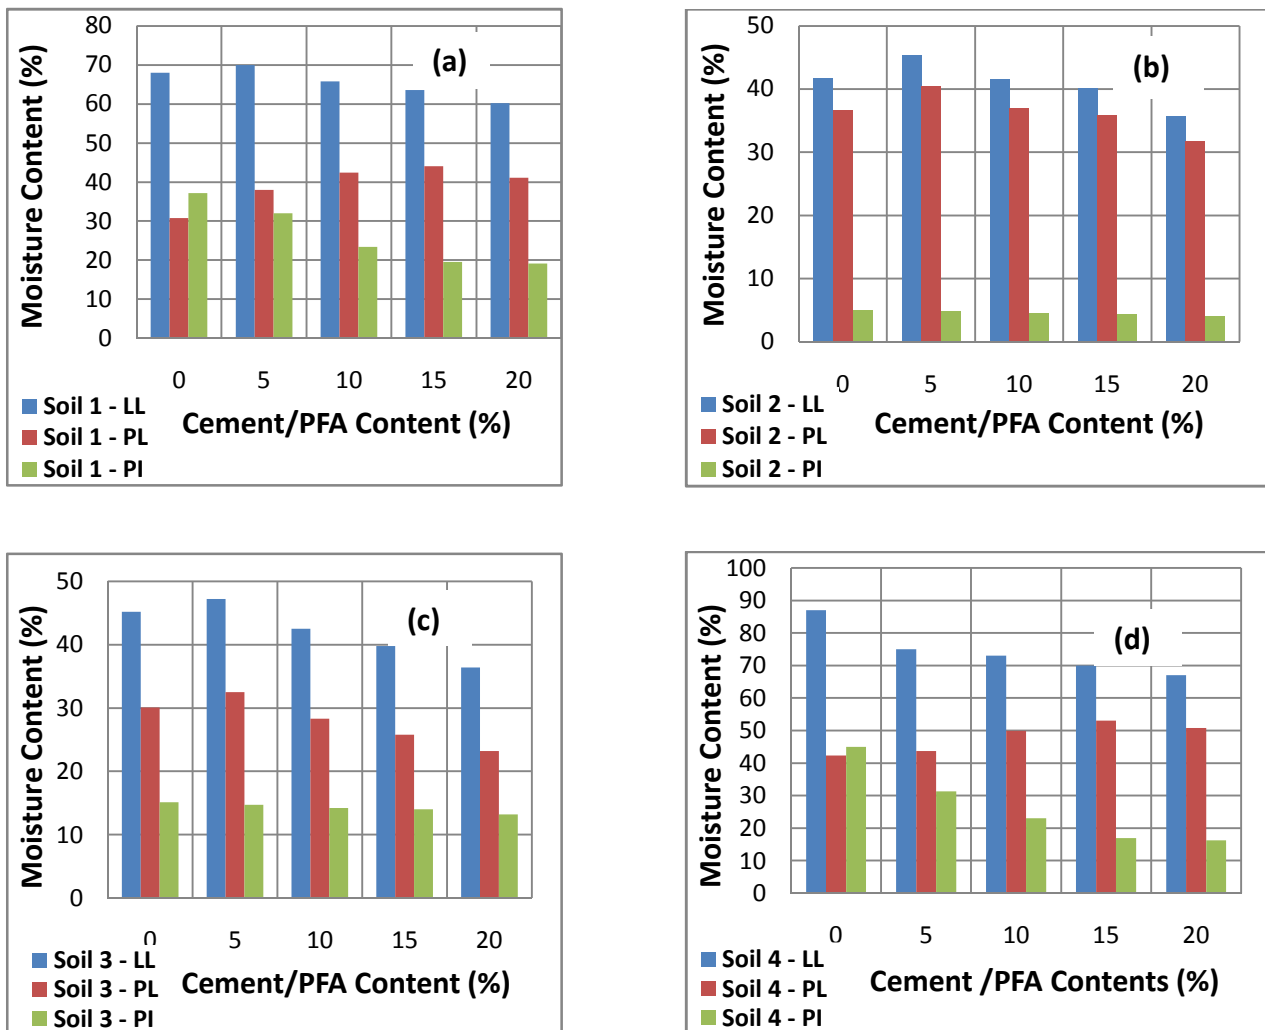 80
70
60
50
40
30
20
10
0
Moisture Content (%)
(a)
0 5 10 15 20
Cement/PFA Content (%)
Soil 1 - LL
Soil 1 - PL
Soil 1 - PI
50
40
30
20
10
0
Moisture Content (%)
(b)
0 5 10 15 20
Cement/PFA Content (%)
Soil 2 - LL
Soil 2 - PL
Soil 2 - PI
50
40
30
20
10
0
Moisture Content (%)
(c)
0 5 10 15 20
Cement/PFA Content (%)
Soil 3 - LL
Soil 3 - PL
Soil 3 - PI
100
90
80
70
60
50
40
30
20
10
0
Moisture Content (%)
(d)
0 5 10 15 20
Cement /PFA Contents (%)
Soil 4 - LL
Soil 4 - PL
Soil 4 - PI